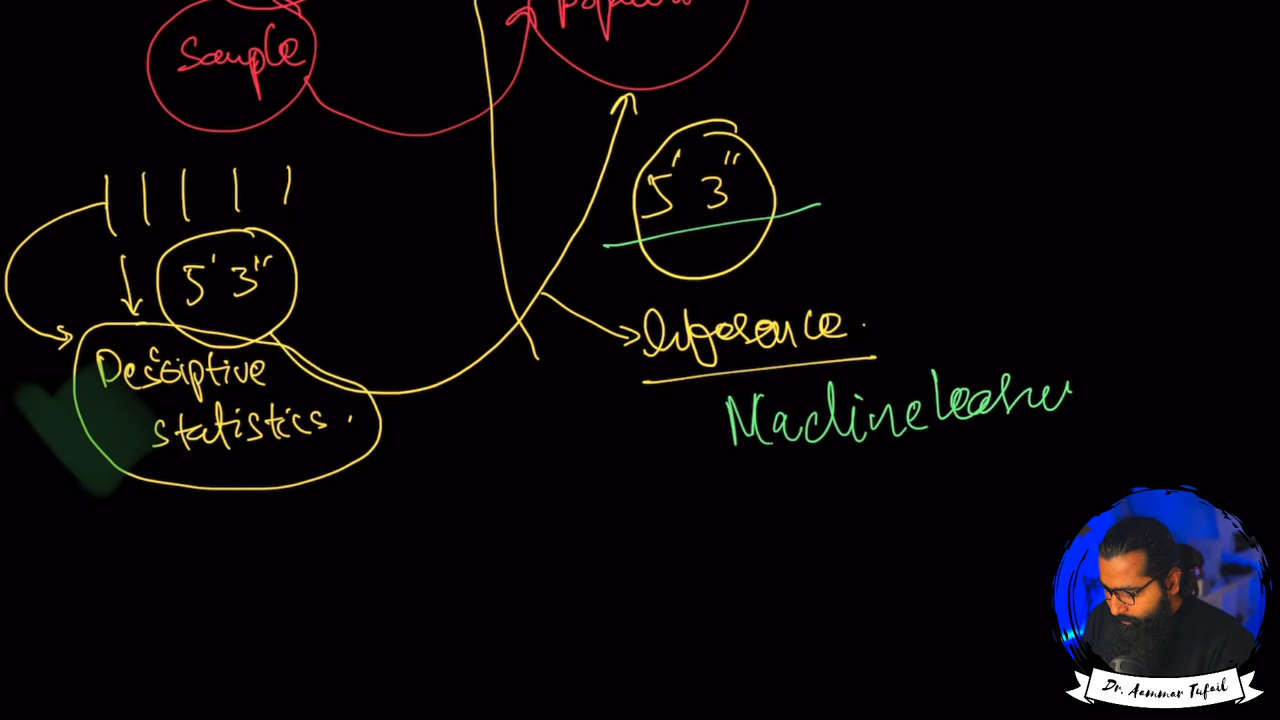 Sample
5' 3"
5' 3"
Descriptive
statistics.
Inference.
Machine learn
Dr. Aammar Tufail